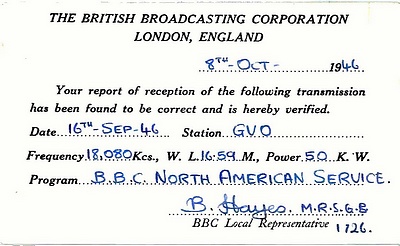 THE BRITISH BROADCASTING CORPORATION
LONDON, ENGLAND
8TH-OCT- 1946
Your report of reception of the following transmission
has been found to be correct and is hereby verified.
Date 16TH-SEP-46 Station GVO
Frequency 18,080 Kcs., W. L. 16.59 M., Power 50 K. W.
Program B.B.C. NORTH AMERICAN SERVICE.
B. Hayes. M.R.S.G.B
BBC Local Representative 1726.